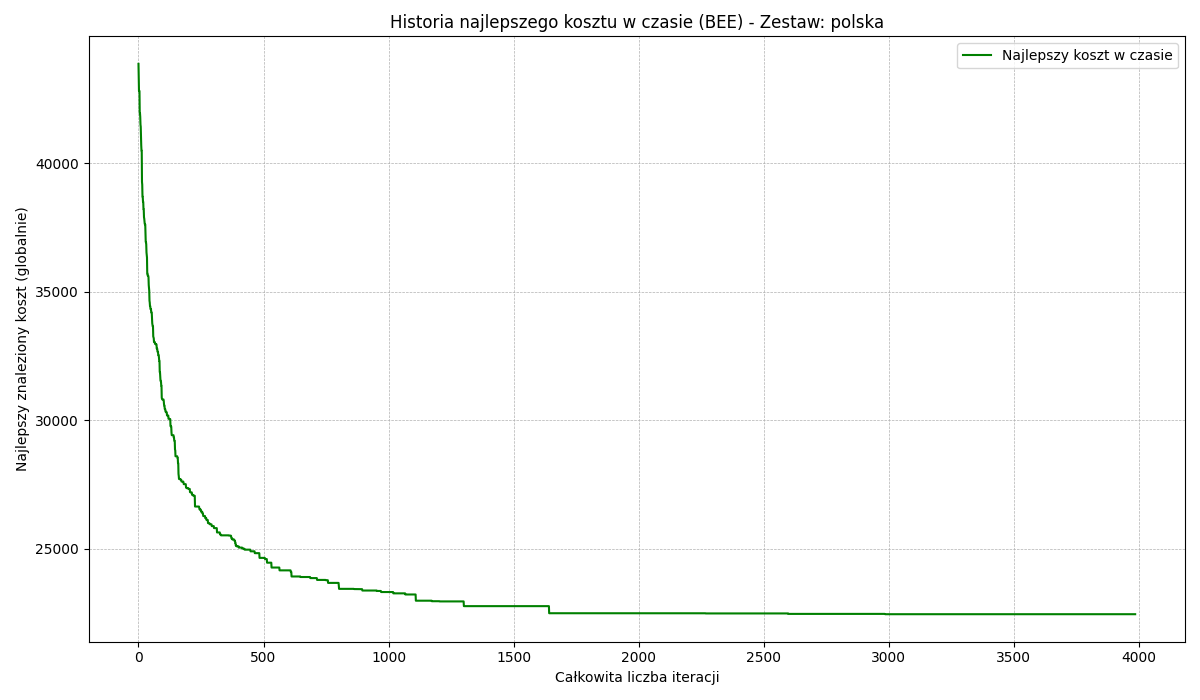 Historia najlepszego kosztu w czasie (BEE) - Zestaw: polska
Najlepszy koszt w czasie
Najlepszy znaleziony koszt (globalnie)
40000
35000
30000
25000
0 500 1000 1500 2000 2500 3000 3500 4000
Całkowita liczba iteracji